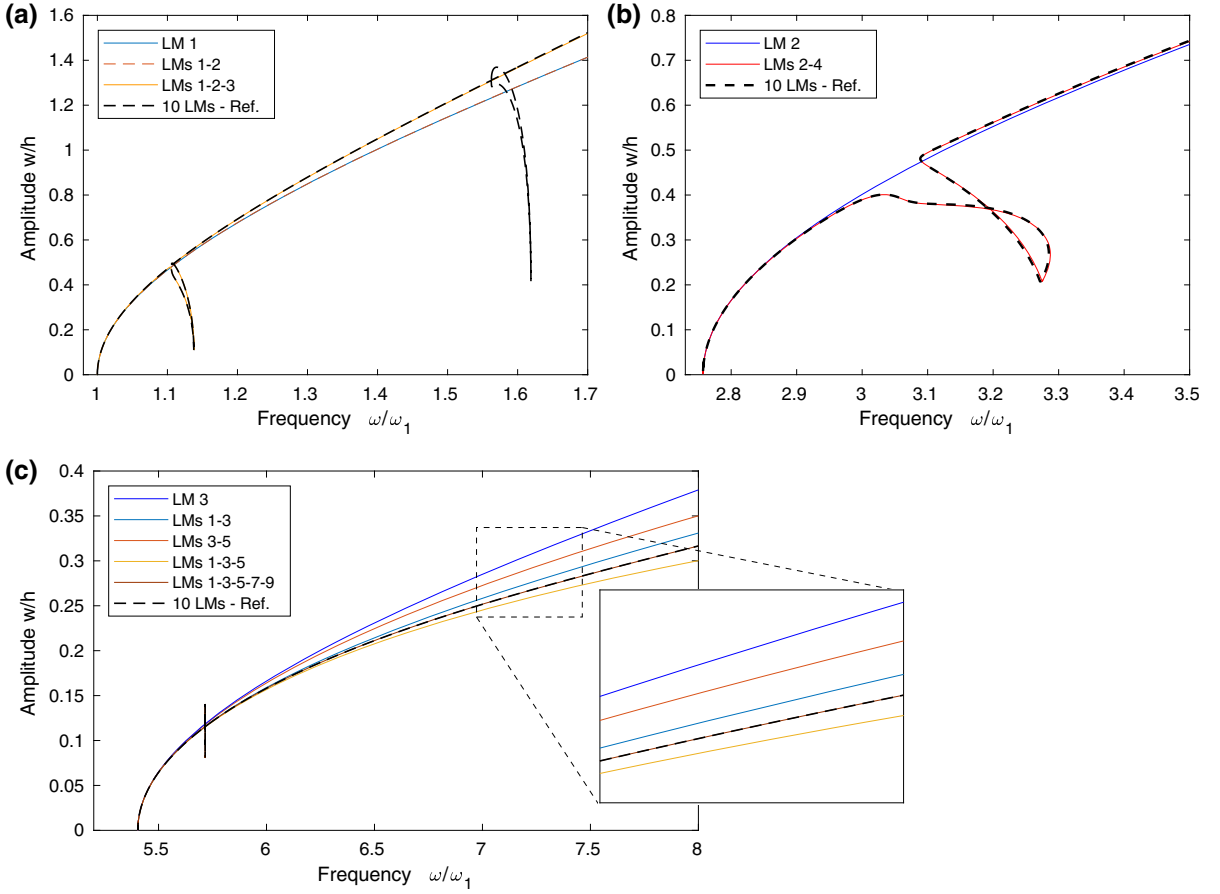 (a)
1.6
1.4
1.2
1
0.8
0.6
0.4
0.2
0
Amplitude w/h
LM 1
LMs 1-2
LMs 1-2-3
10 LMs - Ref.
1 1.1 1.2 1.3 1.4 1.5 1.6 1.7
Frequency ω/ω₁
(b)
0.8
0.7
0.6
0.5
0.4
0.3
0.2
0.1
0
Amplitude w/h
LM 2
LMs 2-4
10 LMs - Ref.
2.8 2.9 3 3.1 3.2 3.3 3.4 3.5
Frequency ω/ω₁
(c)
0.4
0.35
0.3
0.25
0.2
0.15
0.1
0.05
0
Amplitude w/h
LM 3
LMs 1-3
LMs 3-5
LMs 1-3-5
LMs 1-3-5-7-9
10 LMs - Ref.
5.5 6 6.5 7 7.5 8
Frequency ω/ω₁